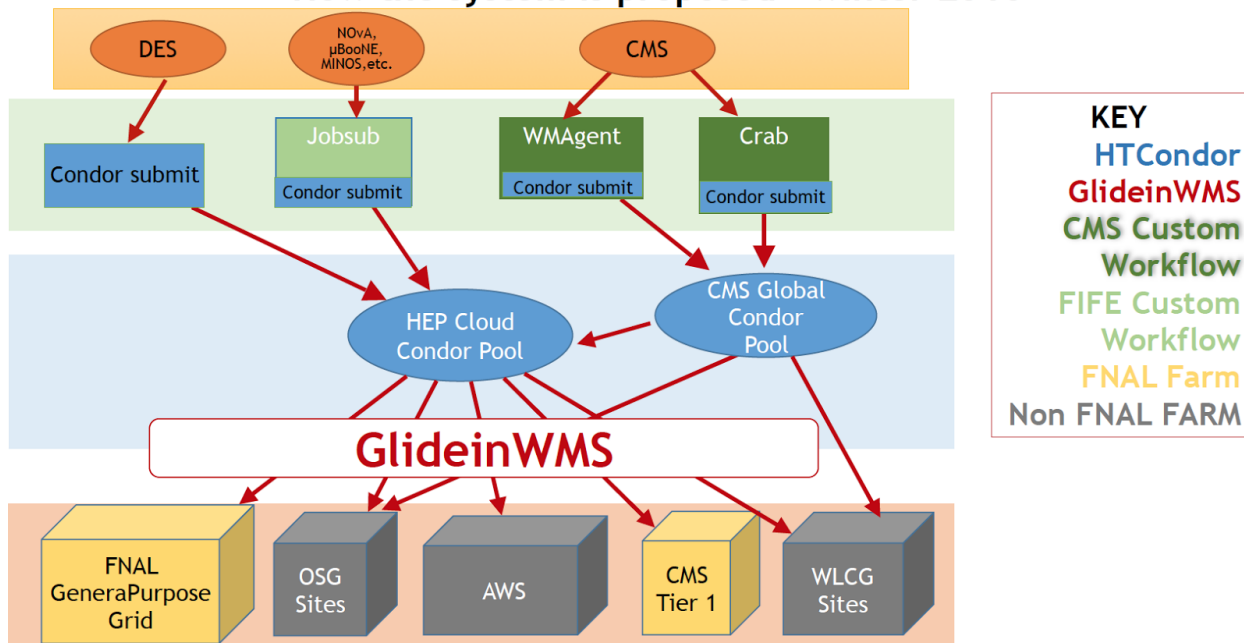 DES
NOvA,
µBooNE,
MINOS,etc.
CMS
Jobsub
WMAgent
Crab
Condor submit
Condor submit
Condor submit
Condor submit
HEP Cloud
Condor Pool
CMS Global
Condor
Pool
GlideinWMS
FNAL
GeneraPurpose
Grid
OSG
Sites
AWS
CMS
Tier 1
WLCG
Sites
KEY
HTCondor
GlideinWMS
CMS Custom
Workflow
FIFE Custom
Workflow
FNAL Farm
Non FNAL FARM